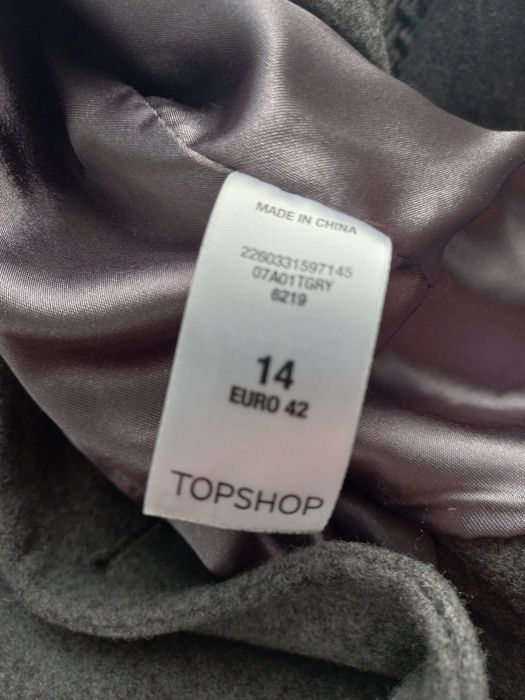 MADE IN CHINA
2260331597145
07A01TGRY
6219
14
EURO 42
TOPSHOP